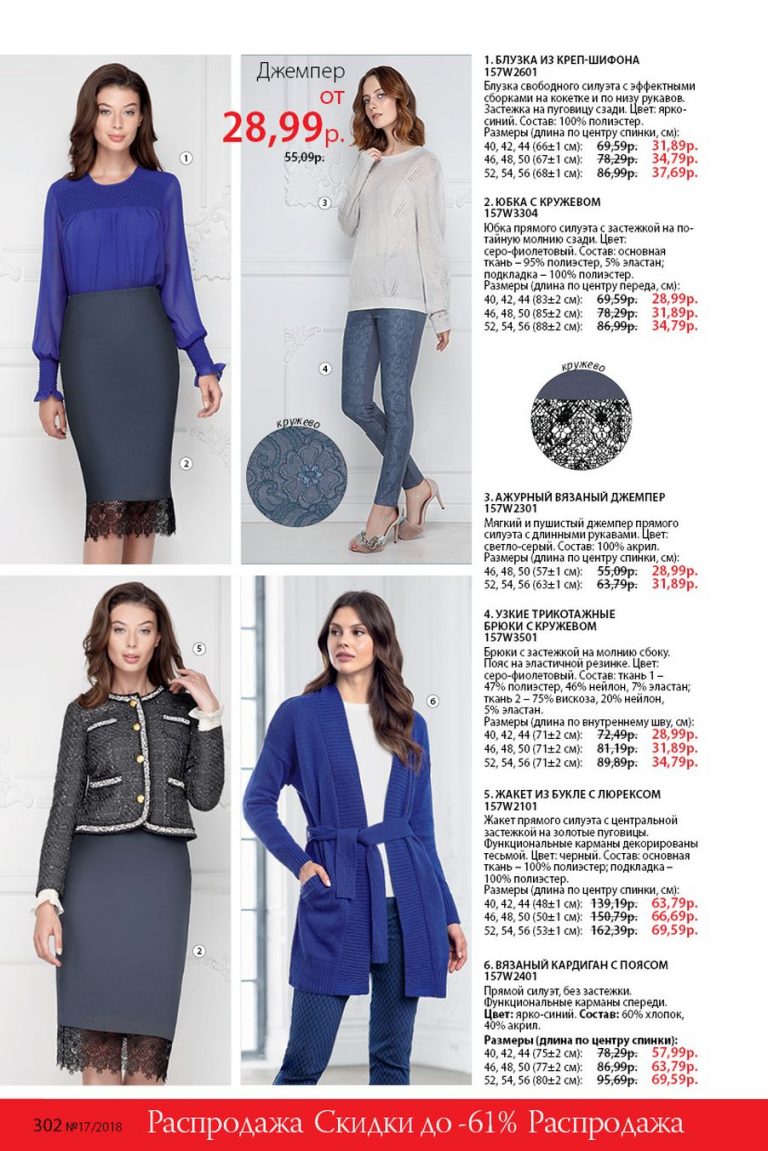 Джемпер
от
28,99р.
55,09р.
1
3
4
2
кружево
1. БЛУЗКА ИЗ КРЕП-ШИФОНА
157W2601
Блузка свободного силуэта с эффектными
сборками на кокетке и по низу рукавов.
Застежка на пуговицу сзади. Цвет: ярко-
синий. Состав: 100% полиэстер.
Размеры (длина по центру спинки, см):
40, 42, 44 (66±1 см): 69,59р. 31,89р.
46, 48, 50 (67±1 см): 78,29р. 34,79р.
52, 54, 56 (68±1 см): 86,99р. 37,69р.
2. ЮБКА С КРУЖЕВОМ
157W3304
Юбка прямого силуэта с застежкой на по-
тайную молнию сзади. Цвет:
серо-фиолетовый. Состав: основная
ткань – 95% полиэстер, 5% эластан;
подкладка – 100% полиэстер.
Размеры (длина по центру переда, см):
40, 42, 44 (83±2 см): 69,59р. 28,99р.
46, 48, 50 (85±2 см): 78,29р. 31,89р.
52, 54, 56 (88±2 см): 86,99р. 34,79р.
кружево
3. АЖУРНЫЙ ВЯЗАНЫЙ ДЖЕМПЕР
157W2301
Мягкий и пушистый джемпер прямого
силуэта с длинными рукавами. Цвет:
светло-серый. Состав: 100% акрил.
Размеры (длина по центру спинки, см):
46, 48, 50 (57±1 см): 55,09р. 28,99р.
52, 54, 56 (63±1 см): 63,79р. 31,89р.
4. УЗКИЕ ТРИКОТАЖНЫЕ
БРЮКИ С КРУЖЕВОМ
157W3501
Брюки с застежкой на молнию сбоку.
Пояс на эластичной резинке. Цвет:
серо-фиолетовый. Состав: ткань 1 –
47% полиэстер, 46% нейлон, 7% эластан;
ткань 2 – 75% вискоза, 20% нейлон,
5% эластан.
Размеры (длина по внутреннему шву, см):
40, 42, 44 (71±2 см): 72,49р. 28,99р.
46, 48, 50 (71±2 см): 81,19р. 31,89р.
52, 54, 56 (71±2 см): 89,89р. 34,79р.
5. ЖАКЕТ ИЗ БУКЛЕ С ЛЮРЕКСОМ
157W2101
Жакет прямого силуэта с центральной
застежкой на золотые пуговицы.
Функциональные карманы декорированы
тесьмой. Цвет: черный. Состав: основная
ткань – 100% полиэстер; подкладка –
100% полиэстер.
Размеры (длина по центру спинки, см):
40, 42, 44 (48±1 см): 139,19р. 63,79р.
46, 48, 50 (50±1 см): 150,79р. 66,69р.
52, 54, 56 (53±1 см): 162,39р. 69,59р.
6. ВЯЗАНЫЙ КАРДИГАН С ПОЯСОМ
157W2401
Прямой силуэт, без застежки.
Функциональные карманы спереди.
Цвет: ярко-синий. Состав: 60% хлопок,
40% акрил.
Размеры (длина по центру спинки):
40, 42, 44 (75±2 см): 78,29р. 57,99р.
46, 48, 50 (77±2 см): 86,99р. 63,79р.
52, 54, 56 (80±2 см): 95,69р. 69,59р.
5
6
2
302 №17/2018 Распродажа Скидки до -61% Распродажа